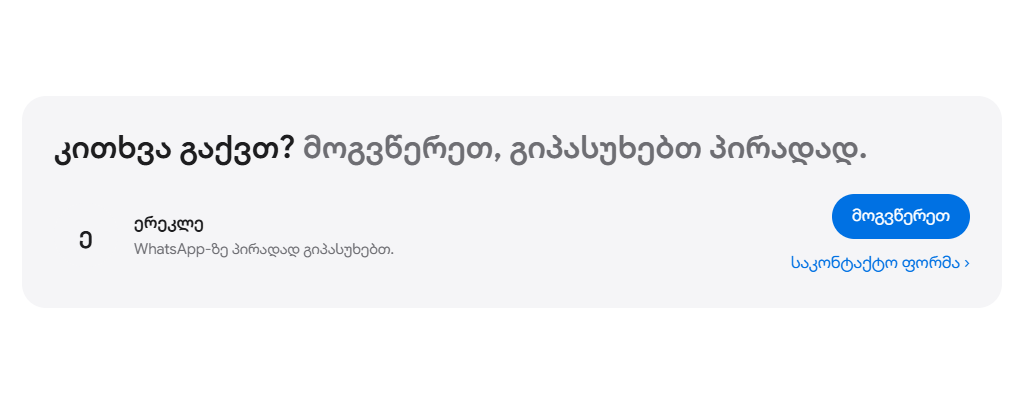 კითხვა გაქვთ? მოგვწერეთ, გიპასუხებთ პირადად.
ე
ერეკლე
WhatsApp-ზე პირადად გიპასუხებთ.
მოგვწერეთ
საკონტაქტო ფორმა ›